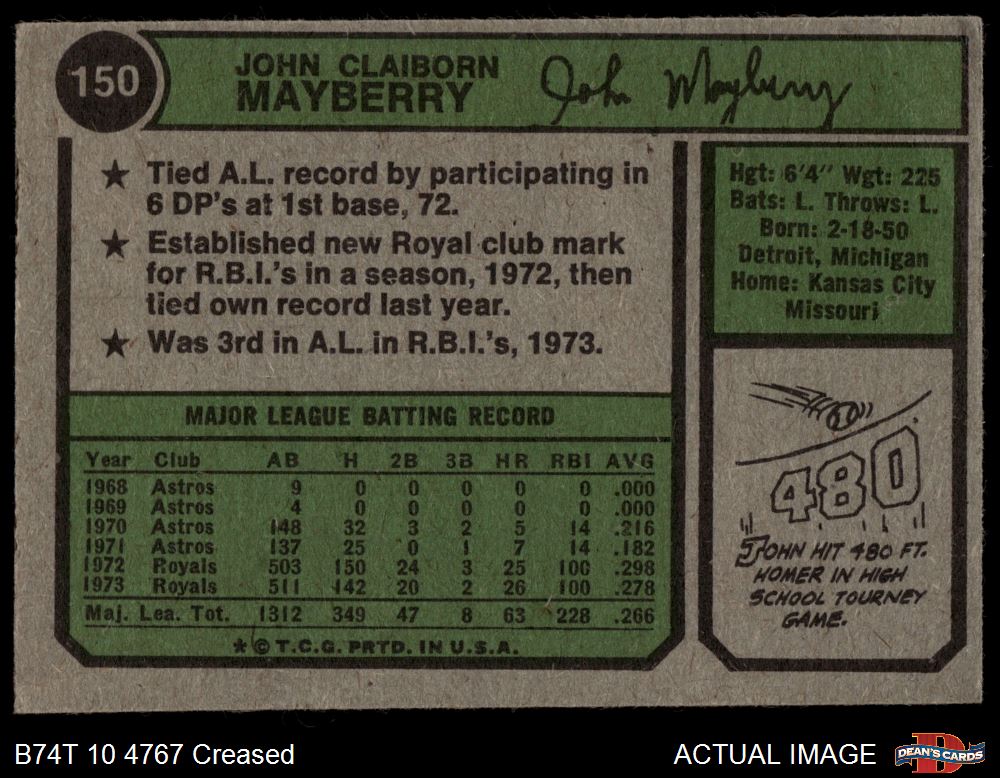 150
JOHN CLAIBORN
MAYBERRY
John Mayberry
★ Tied A.L. record by participating in
6 DP's at 1st base, 72.
★ Established new Royal club mark
for R.B.I.'s in a season, 1972, then
tied own record last year.
★ Was 3rd in A.L. in R.B.I.'s, 1973.
Hgt: 6'4" Wgt: 225
Bats: L. Throws: L.
Born: 2-18-50
Detroit, Michigan
Home: Kansas City
Missouri
MAJOR LEAGUE BATTING RECORD
Year Club AB H 2B 3B HR RBI AVG
1968 Astros 9 0 0 0 0 0 .000
1969 Astros 4 0 0 0 0 0 .000
1970 Astros 148 32 3 2 5 14 .216
1971 Astros 137 25 0 1 7 14 .182
1972 Royals 503 150 24 3 25 100 .298
1973 Royals 511 142 20 2 26 100 .278
Maj. Lea. Tot. 1312 349 47 8 63 228 .266
*© T.C.G. PRTD. IN U.S.A.
480
JOHN HIT 480 FT.
HOMER IN HIGH
SCHOOL TOURNEY
GAME.
B74T 10 4767 Creased
ACTUAL IMAGE
DEAN'S CARDS